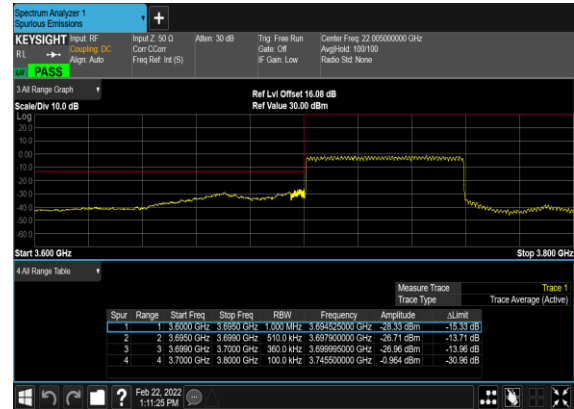 Spectrum Analyzer 1
Spurious Emissions
KEYSIGHT Input: RF Input Z: 50 Ω Atten: 30 dB Trig: Free Run Center Freq: 22.005000000 GHz
RL Coupling: DC Corr CCorr Gate: Off Avg|Hold: 100/100
Align: Auto Freq Ref: Int (S) IF Gain: Low Radio Std: None
PASS
3 All Range Graph Ref Lvl Offset 16.08 dB
Scale/Div 10.0 dB Ref Value 30.00 dBm
Log
20.0
10.0
0.00
-10.0
-20.0
-30.0
-40.0
-50.0
-60.0
Start 3.600 GHz Stop 3.800 GHz
4 All Range Table
Measure Trace Trace 1
Trace Type Trace Average (Active)
Spur Range Start Freq Stop Freq RBW Frequency Amplitude ΔLimit
1 1 3.6000 GHz 3.6950 GHz 1.000 MHz 3.694525000 GHz -28.33 dBm -15.33 dB
2 2 3.6950 GHz 3.6990 GHz 510.0 kHz 3.697900000 GHz -26.71 dBm -13.71 dB
3 3 3.6990 GHz 3.7000 GHz 360.0 kHz 3.699995000 GHz -26.96 dBm -13.96 dB
4 4 3.7000 GHz 3.8000 GHz 100.0 kHz 3.745500000 GHz -0.964 dBm -30.96 dB
? Feb 22, 2022
1:11:25 PM